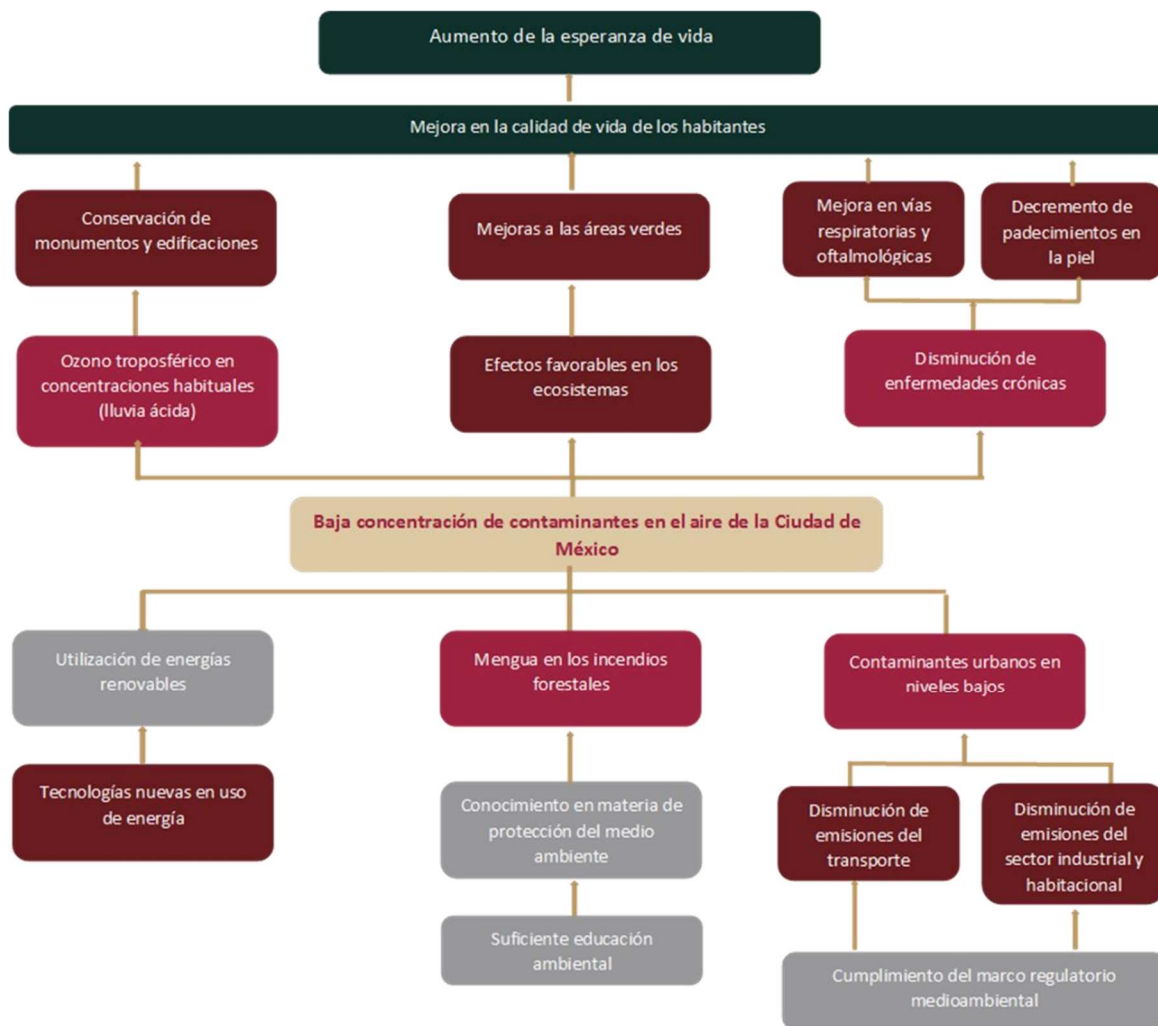 Aumento de la esperanza de vida
Mejora en la calidad de vida de los habitantes
Conservación de
monumentos y edificaciones
Mejoras a las áreas verdes
Mejora en vías
respiratorias y
oftalmológicas
Decremento de
padecimientos en
la piel
Ozono troposférico en
concentraciones habituales
(lluvia ácida)
Efectos favorables en los
ecosistemas
Disminución de
enfermedades crónicas
Baja concentración de contaminantes en el aire de la Ciudad de
México
Utilización de energías
renovables
Mengua en los incendios
forestales
Contaminantes urbanos en
niveles bajos
Tecnologías nuevas en uso
de energía
Conocimiento en materia de
protección del medio
ambiente
Disminución de
emisiones del
transporte
Disminución de
emisiones del
sector industrial y
habitacional
Suficiente educación
ambiental
Cumplimiento del marco regulatorio
medioambiental